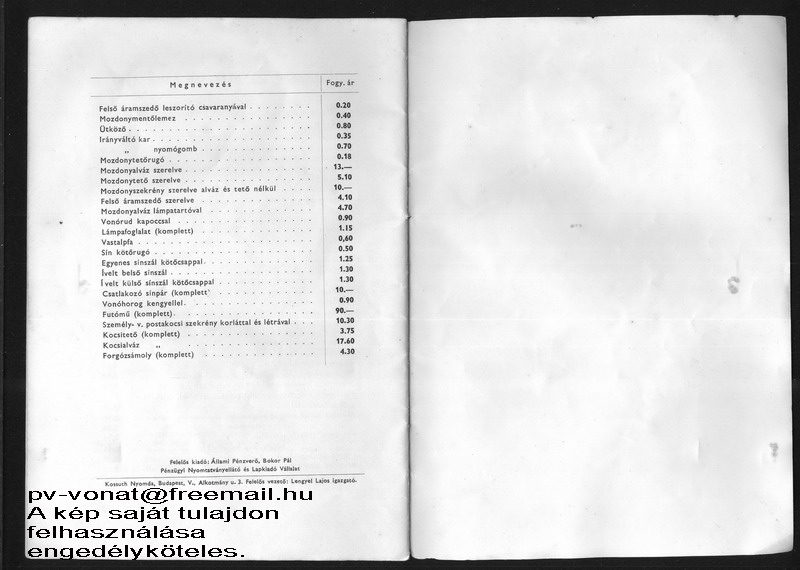 Megnevezés Fogy. ár
Felső áramszedő leszorító csavaranyával 0.20
Mozdonymentőlemez 0.40
Ütköző 0.80
Irányváltó kar 0.35
„ nyomógomb 0.70
Mozdonytetőrugó 0.18
Mozdonyalváz szerelve 13.—
Mozdonytető szerelve 5.10
Mozdonyszekrény szerelve alváz és tető nélkül 10.—
Felső áramszedő szerelve 4.10
Mozdonyalváz lámpatartóval 4.70
Vonórud kapoccsal 0.90
Lámpafoglalat (komplett) 1.15
Vastalpfa 0,60
Sin kötőrugó 0.50
Egyenes sínszál kötőcsappal 1.25
Ívelt belső sínszál 1.30
Ívelt külső sínszál kötőcsappal 1.30
Csatlakozó sínpár (komplett) 10.—
Vonóhorog kengyellel 0.90
Futómű (komplett) 90.—
Személy- v. postakocsi szekrény korláttal és létrával 10.30
Kocsitető (komplett) 3.75
Kocsialváz „ 17.60
Forgózsámoly (komplett) 4.30
Felelős kiadó: Állami Pénzverő, Bokor Pál
Pénzügyi Nyomtatványellátó és Lapkiadó Vállalat
Kossuth Nyomda, Budapest, V., Alkotmány u. 3. Felelős vezető: Lengyel Lajos igazgató.
pv-vonat@freemail.hu
A kép saját tulajdon
felhasználása
engedélyköteles.